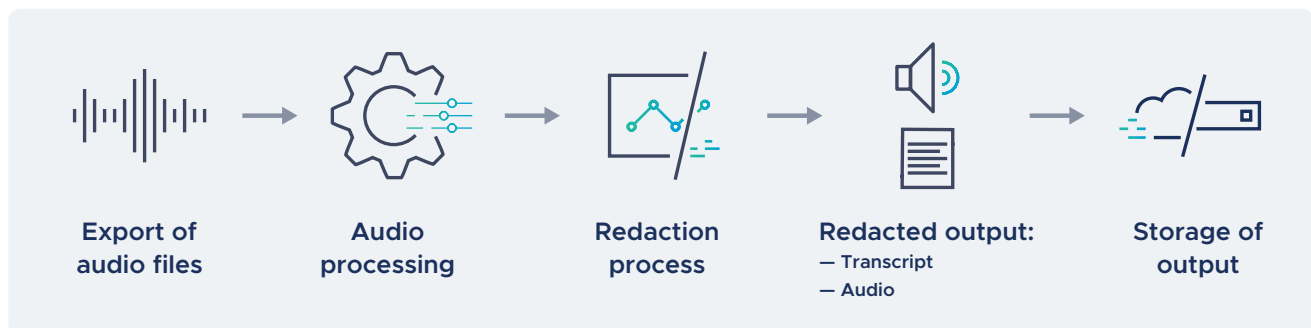 Export of
audio files
Audio
processing
Redaction
process
Redacted output:
— Transcript
— Audio
Storage of
output